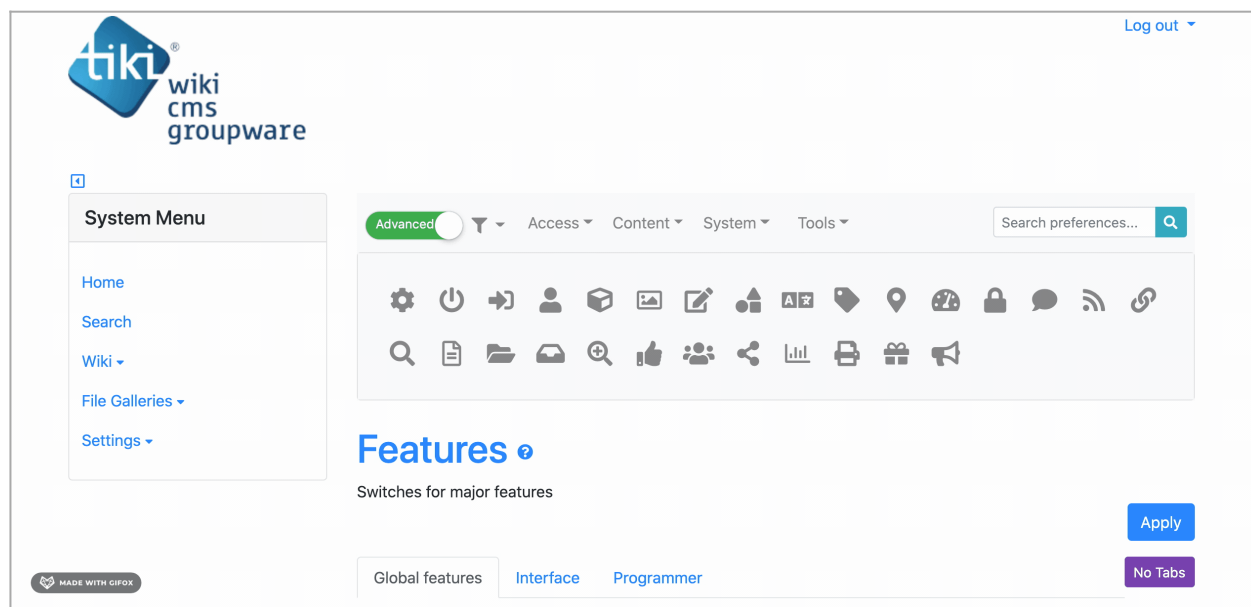 Log out
tiki®
wiki
cms
groupware
System Menu
Home
Search
Wiki
File Galleries
Settings
Advanced
Access
Content
System
Tools
Search preferences...
A
Features
Switches for major features
Apply
Global features
Interface
Programmer
No Tabs
MADE WITH GIFOX